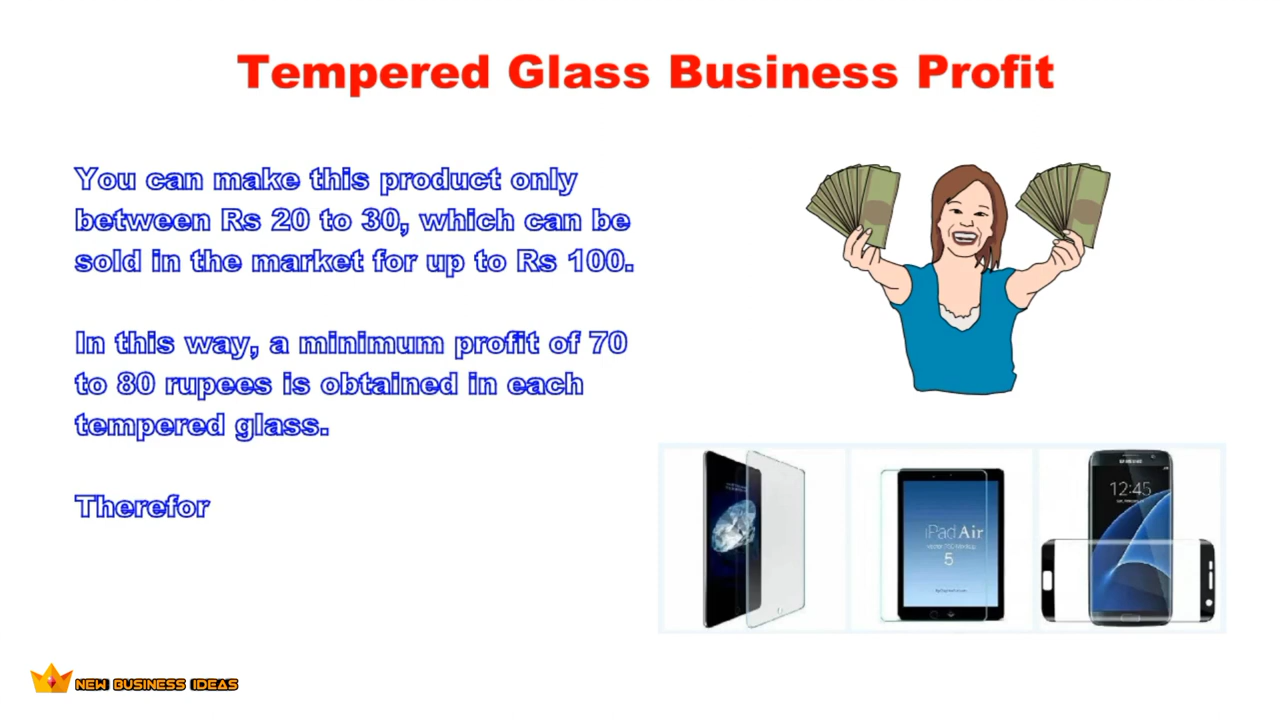 Tempered Glass Business Profit
You can make this product only
between Rs 20 to 30, which can be
sold in the market for up to Rs 100.
In this way, a minimum profit of 70
to 80 rupees is obtained in each
tempered glass.
Therefor
12:45
iPad Air
5
NEW BUSINESS IDEAS